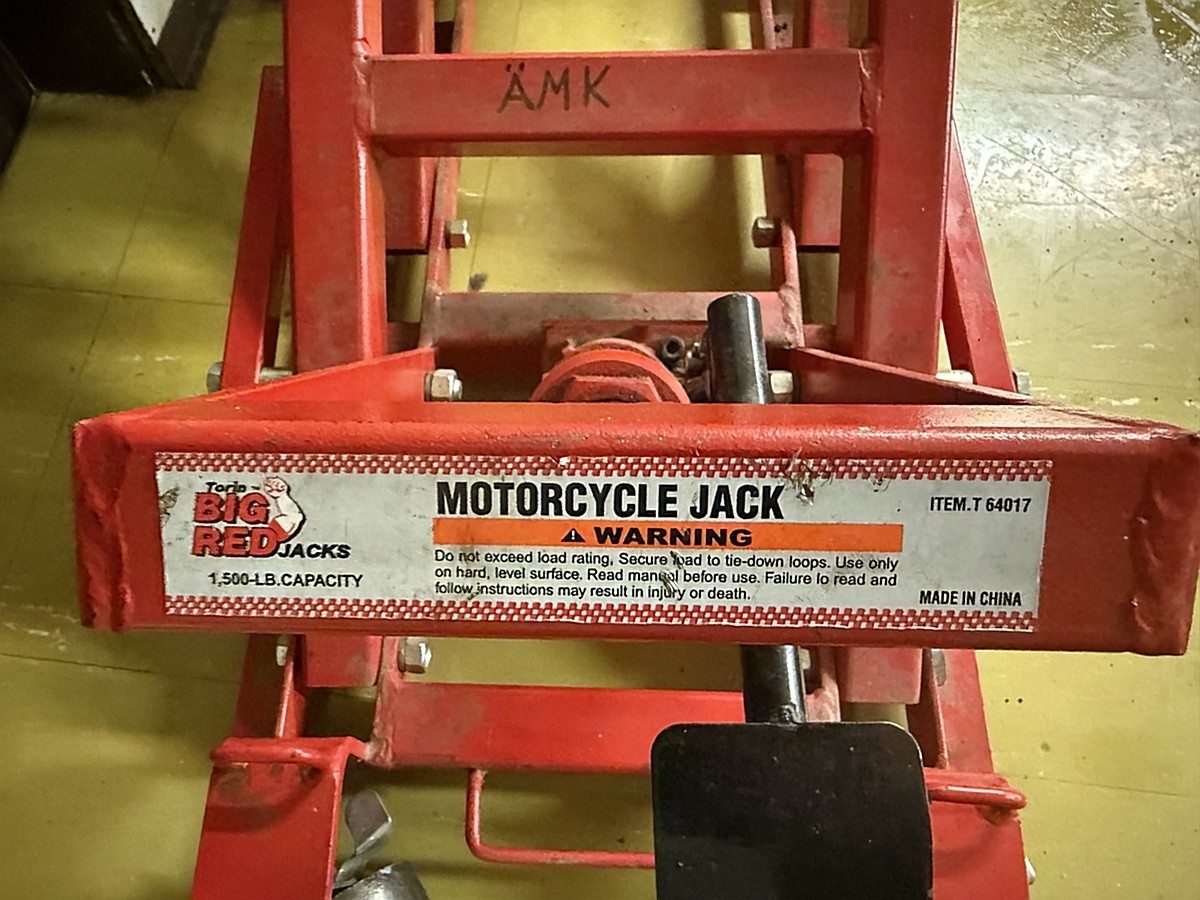 ÄMK
Torin
BIG
RED JACKS
1,500-LB.CAPACITY
MOTORCYCLE JACK
WARNING
Do not exceed load rating, Secure load to tie-down loops. Use only
on hard, level surface. Read manual before use. Failure lo read and
follow instructions may result in injury or death.
ITEM.T 64017
MADE IN CHINA